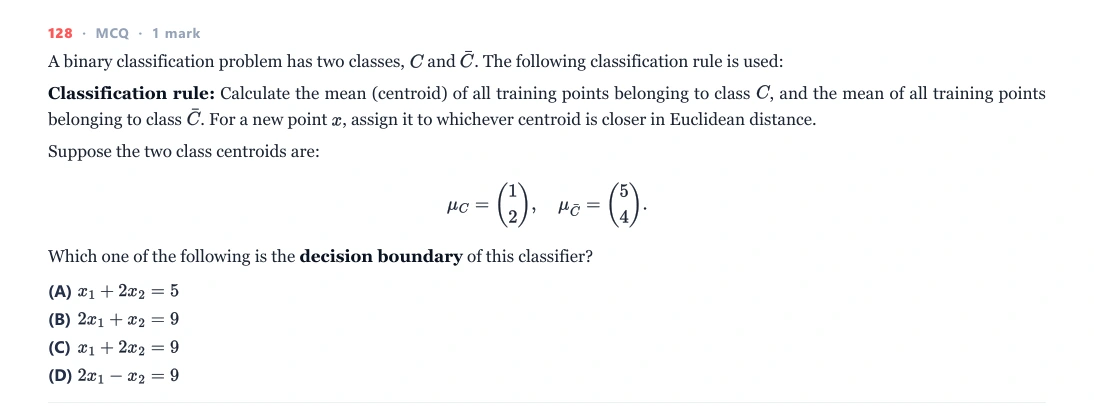 128 · MCQ · 1 mark
A binary classification problem has two classes, C and C̄. The following classification rule is used:
Classification rule: Calculate the mean (centroid) of all training points belonging to class C, and the mean of all training points
belonging to class C̄. For a new point x, assign it to whichever centroid is closer in Euclidean distance.
Suppose the two class centroids are:
μ_C = (1 2), μ_C̄ = (5 4).
Which one of the following is the decision boundary of this classifier?
(A) x₁ + 2x₂ = 5
(B) 2x₁ + x₂ = 9
(C) x₁ + 2x₂ = 9
(D) 2x₁ − x₂ = 9